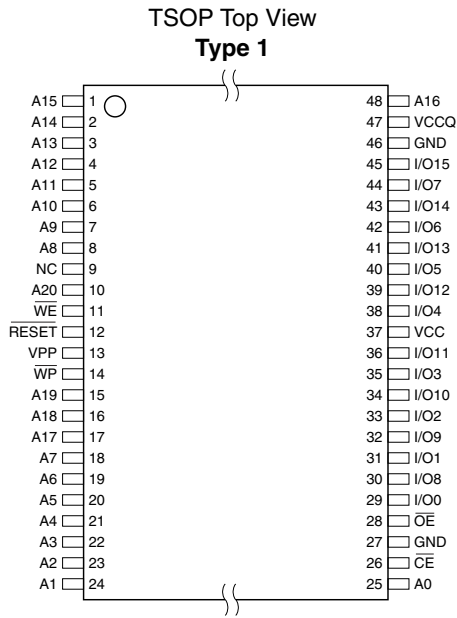 TSOP Top View
Type 1
A15 1 48 A16
A14 2 47 VCCQ
A13 3 46 GND
A12 4 45 I/O15
A11 5 44 I/O7
A10 6 43 I/O14
A9 7 42 I/O6
A8 8 41 I/O13
NC 9 40 I/O5
A20 10 39 I/O12
W̅E̅ 11 38 I/O4
R̅E̅S̅E̅T̅ 12 37 VCC
VPP 13 36 I/O11
W̅P̅ 14 35 I/O3
A19 15 34 I/O10
A18 16 33 I/O2
A17 17 32 I/O9
A7 18 31 I/O1
A6 19 30 I/O8
A5 20 29 I/O0
A4 21 28 O̅E̅
A3 22 27 GND
A2 23 26 C̅E̅
A1 24 25 A0